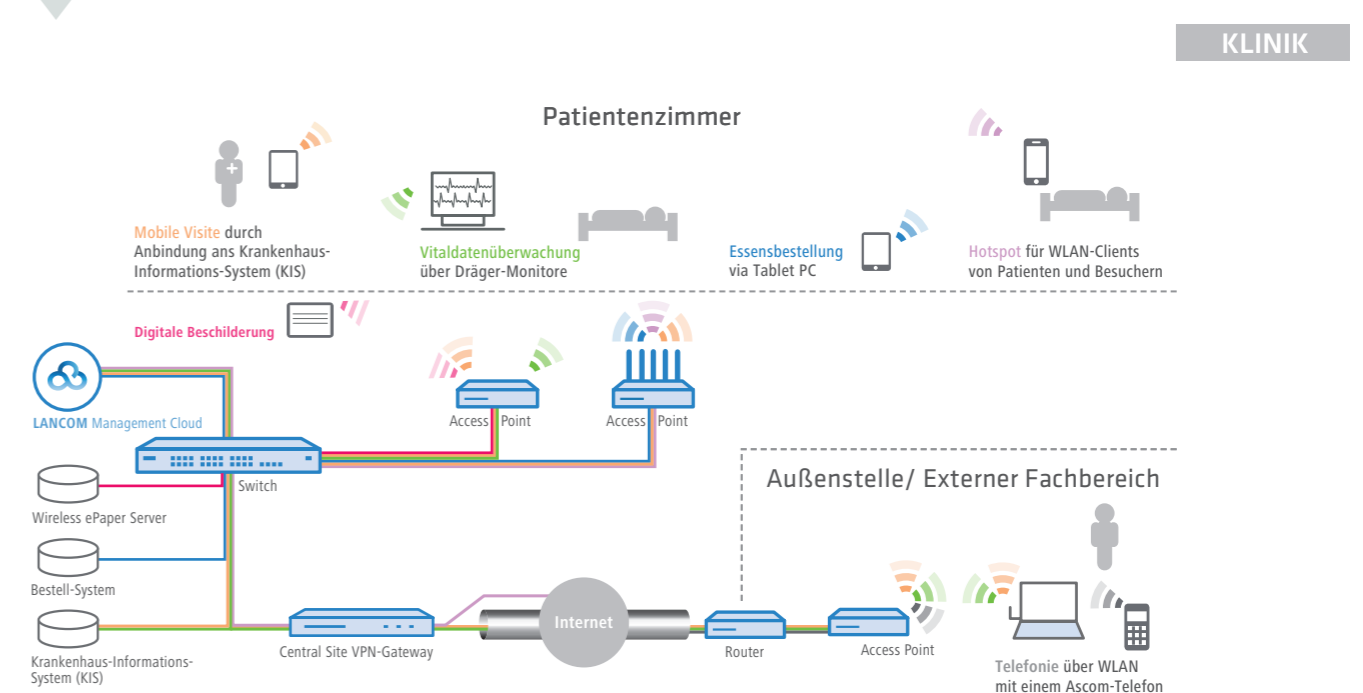 KLINIK
Patientenzimmer
Mobile Visite durch
Anbindung ans Krankenhaus-
Informations-System (KIS)
Vitaldatenüberwachung
über Dräger-Monitore
Essensbestellung
via Tablet PC
Hotspot für WLAN-Clients
von Patienten und Besuchern
Digitale Beschilderung
LANCOM Management Cloud
Access Point
Access Point
Switch
Wireless ePaper Server
Bestell-System
Krankenhaus-Informations-
System (KIS)
Central Site VPN-Gateway
Internet
Außenstelle/ Externer Fachbereich
Router
Access Point
Telefonie über WLAN
mit einem Ascom-Telefon